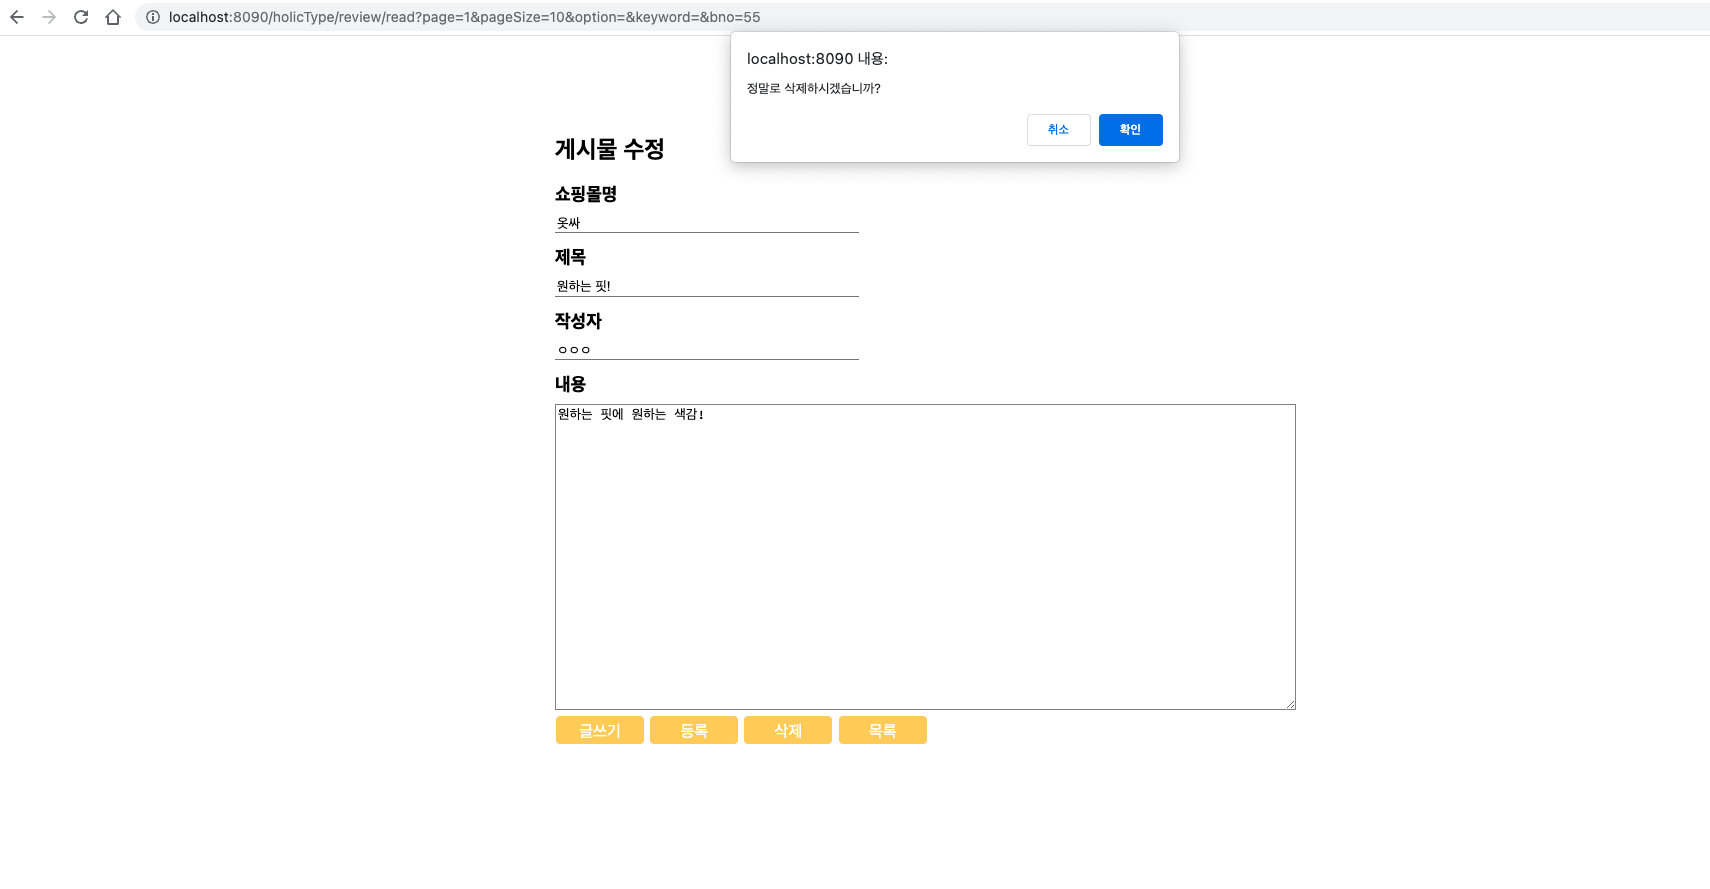 localhost:8090/holicType/review/read?page=1&pageSize=10&option=&keyword=&bno=55
localhost:8090 내용:
정말로 삭제하시겠습니까?
취소 확인
게시물 수정
쇼핑몰명
옷싸
제목
원하는 핏!
작성자
ㅇㅇㅇ
내용
원하는 핏에 원하는 색감!
글쓰기 등록 삭제 목록